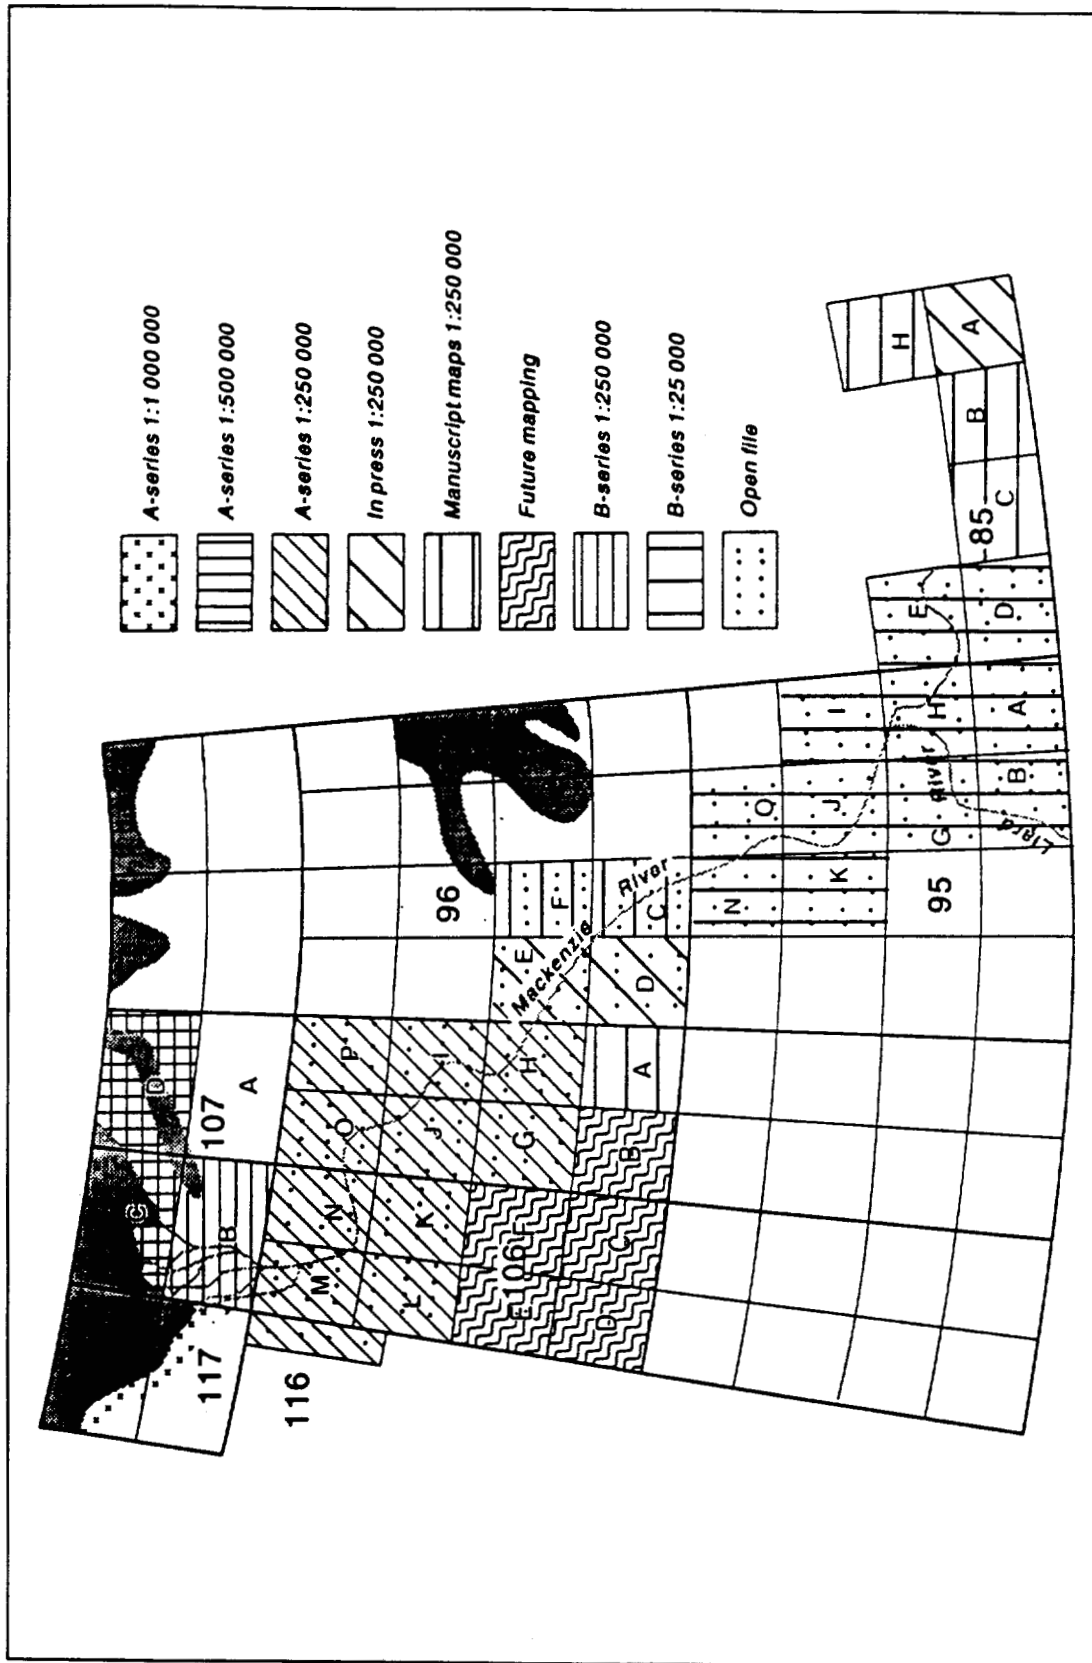 A-series 1:1 000 000
A-series 1:500 000
A-series 1:250 000
In press 1:250 000
Manuscript maps 1:250 000
Future mapping
B-series 1:250 000
B-series 1:25 000
Open file
117
C
D
107
B
A
116
M
N
O
P
L
K
J
I
E 106 F
G
H
D
C
B
A
96
E
F
D
C
Mackenzie River
N
O
K
J
I
95
G
H
River
Liard
B
A
E
D
85
C
B
H
A